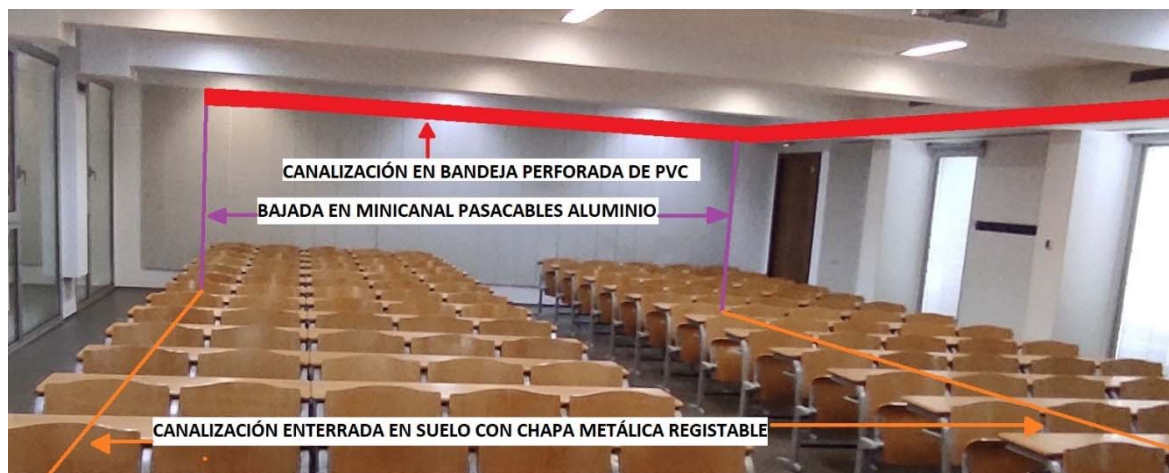 CANALIZACIÓN EN BANDEJA PERFORADA DE PVC
BAJADA EN MINICANAL PASACABLES ALUMINIO
CANALIZACIÓN ENTERRADA EN SUELO CON CHAPA METÁLICA REGISTABLE